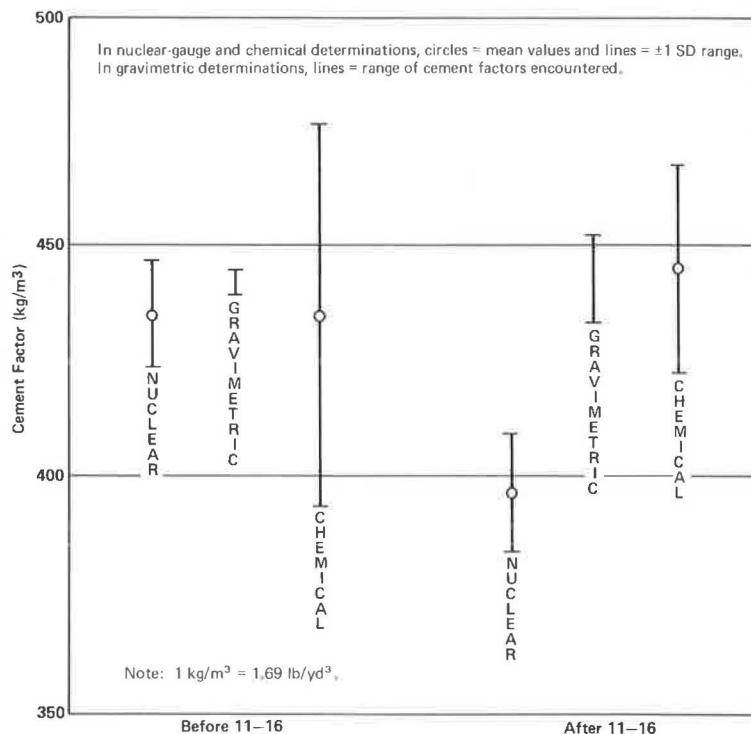 500
In nuclear-gauge and chemical determinations, circles = mean values and lines = ±1 SD range.
In gravimetric determinations, lines = range of cement factors encountered.
450
Cement Factor (kg/m³)
NUCLEAR
GRAVIMETRIC
CHEMICAL
NUCLEAR
GRAVIMETRIC
CHEMICAL
400
Note: 1 kg/m³ = 1.69 lb/yd³.
350
Before 11–16
After 11–16